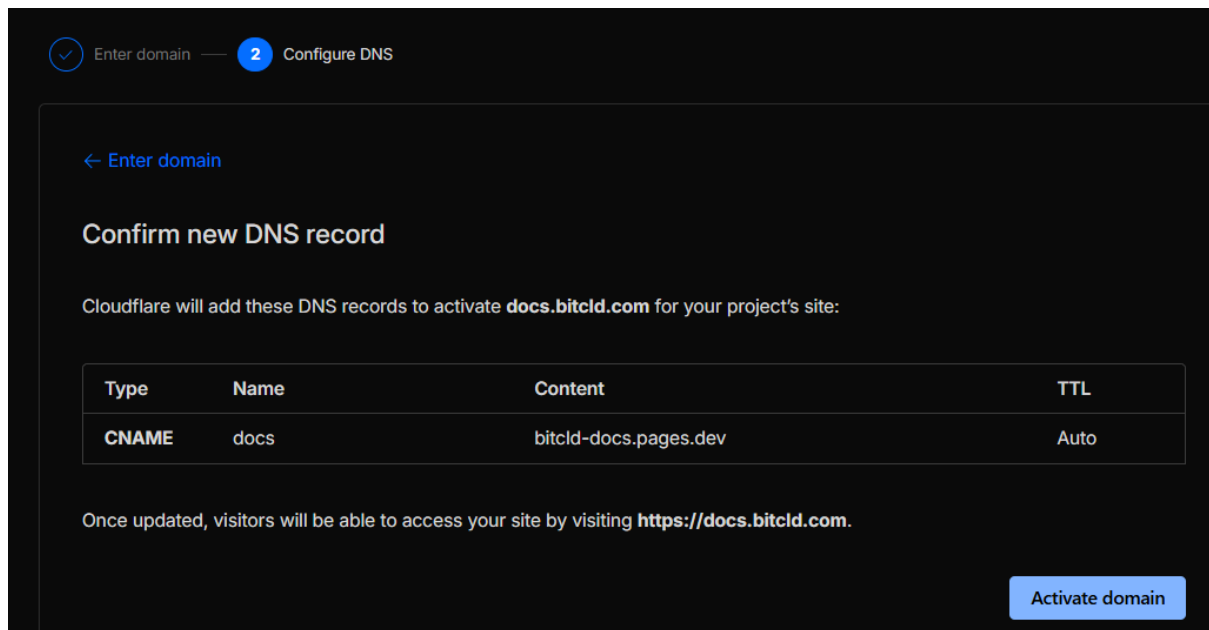 Enter domain
2
Configure DNS
← Enter domain
Confirm new DNS record
Cloudflare will add these DNS records to activate docs.bitcld.com for your project's site:
Type Name Content TTL
CNAME docs bitcld-docs.pages.dev Auto
Once updated, visitors will be able to access your site by visiting https://docs.bitcld.com.
Activate domain